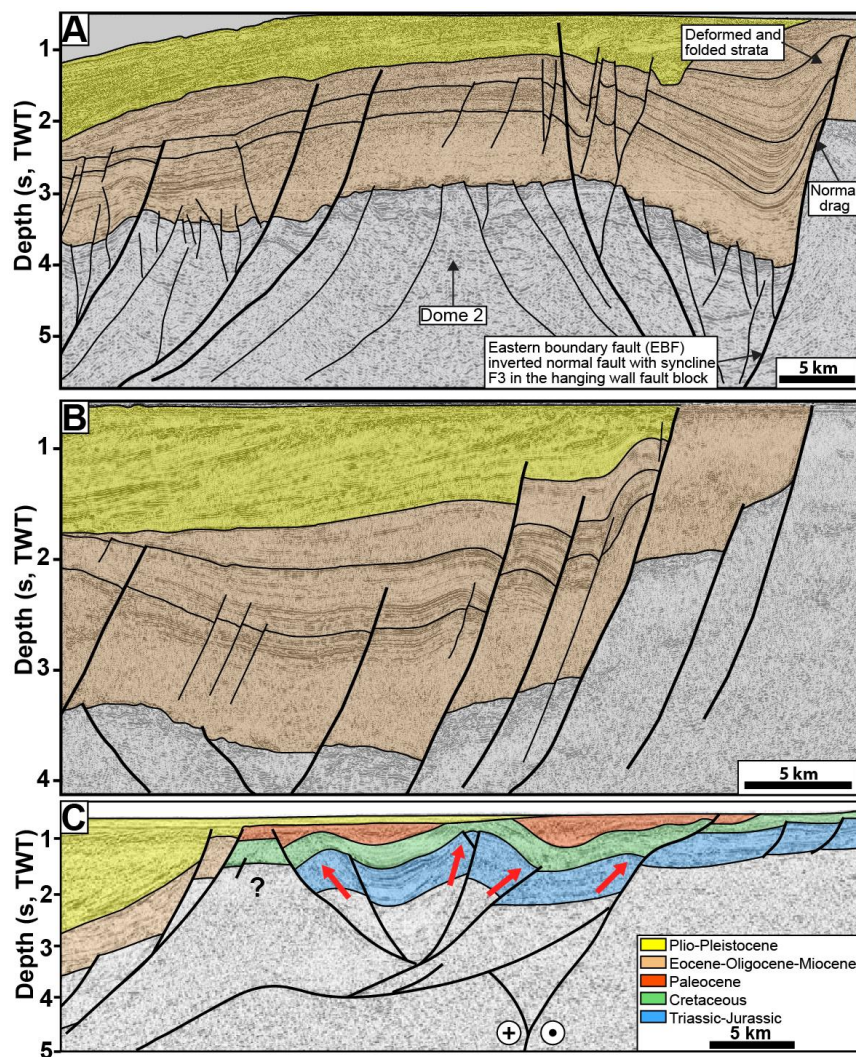 A
Depth (s, TWT)
1
2
3
4
5
Deformed and
folded strata
Normal
drag
Dome 2
Eastern boundary fault (EBF)
inverted normal fault with syncline
F3 in the hanging wall fault block
5 km
B
Depth (s, TWT)
1
2
3
4
5 km
C
Depth (s, TWT)
1
2
3
4
5
?
+
Plio-Pleistocene
Eocene-Oligocene-Miocene
Paleocene
Cretaceous
Triassic-Jurassic
5 km